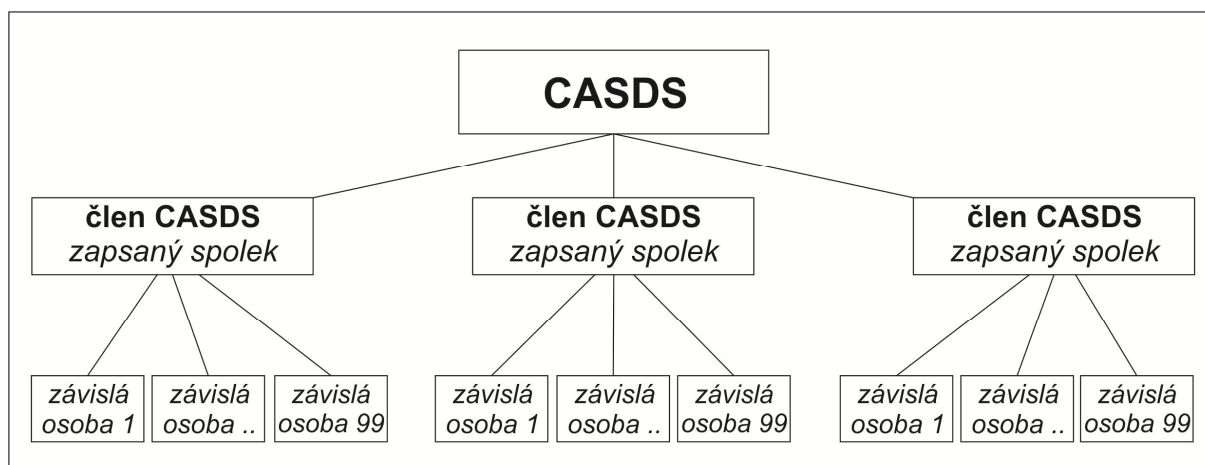 CASDS
člen CASDS
zapsaný spolek
člen CASDS
zapsaný spolek
člen CASDS
zapsaný spolek
závislá
osoba 1
závislá
osoba ..
závislá
osoba 99
závislá
osoba 1
závislá
osoba ..
závislá
osoba 99
závislá
osoba 1
závislá
osoba ..
závislá
osoba 99